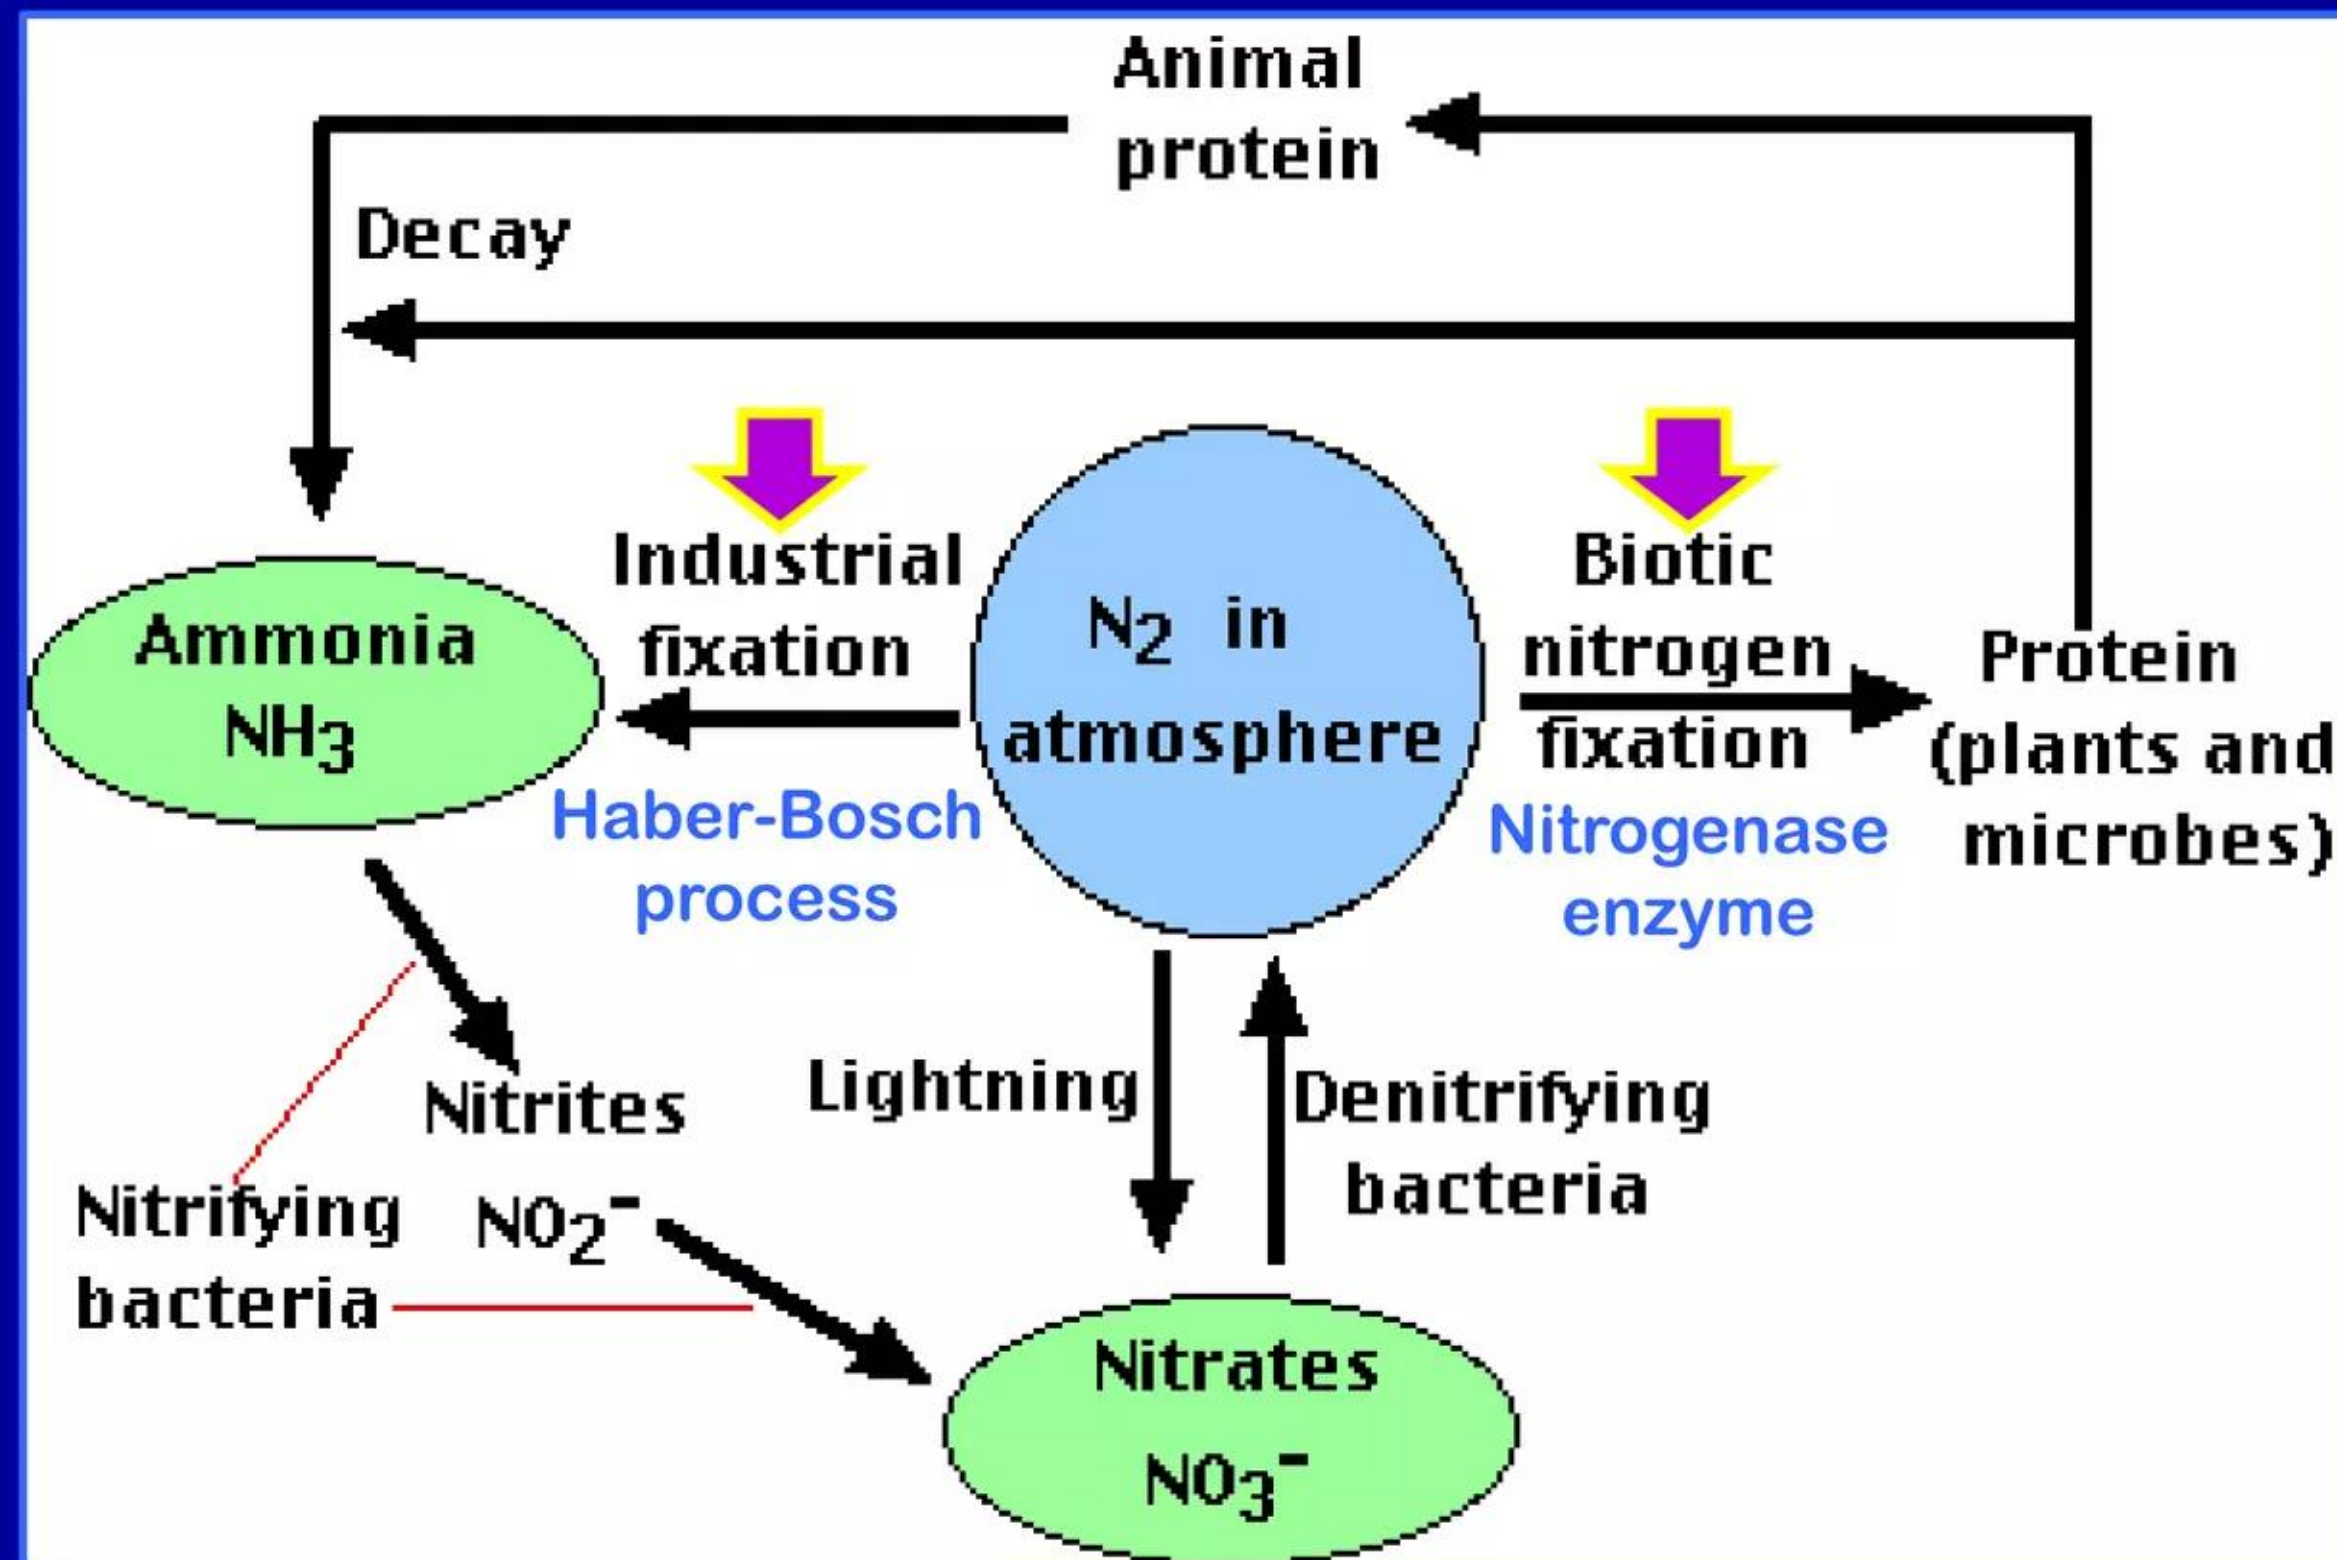 Animal
protein
Decay
Industrial
fixation
Haber-Bosch
process
N2 in
atmosphere
Biotic
nitrogen
fixation
Nitrogenase
enzyme
Protein
(plants and
microbes)
Ammonia
NH3
Nitrites
NO2-
Nitrifying
bacteria
Lightning
Denitrifying
bacteria
Nitrates
NO3-